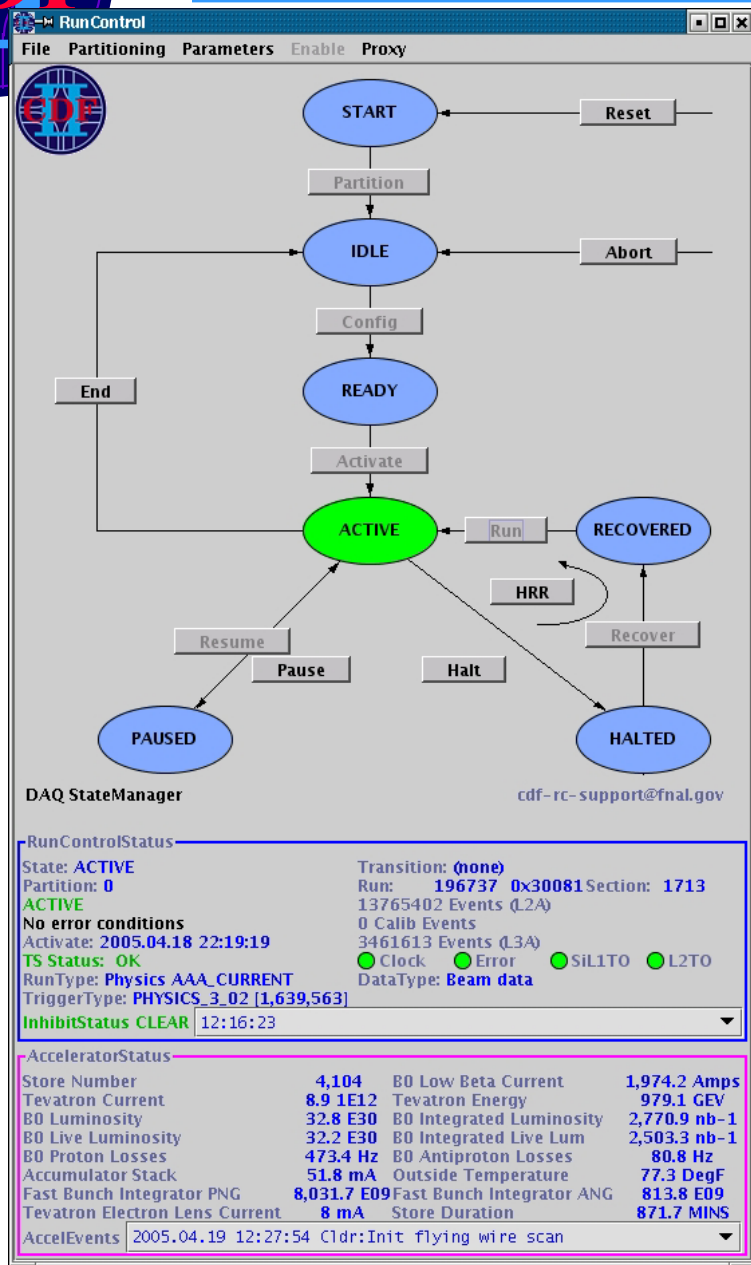 RunControl
File Partitioning Parameters Enable Proxy
CDF II
START
Reset
Partition
IDLE
Abort
Config
End
READY
Activate
ACTIVE
Run
RECOVERED
HRR
Resume
Recover
Pause
Halt
PAUSED
HALTED
DAQ StateManager
cdf-rc-support@fnal.gov
RunControlStatus
State: ACTIVE Transition: (none)
Partition: 0 Run: 196737 0x30081 Section: 1713
ACTIVE 13765402 Events (L2A)
No error conditions 0 Calib Events
Activate: 2005.04.18 22:19:19 3461613 Events (L3A)
TS Status: OK Clock Error SiL1TO L2TO
RunType: Physics AAA_CURRENT DataType: Beam data
TriggerType: PHYSICS_3_02 [1,639,563]
InhibitStatus CLEAR 12:16:23
AcceleratorStatus
Store Number 4,104 B0 Low Beta Current 1,974.2 Amps
Tevatron Current 8.9 1E12 Tevatron Energy 979.1 GEV
B0 Luminosity 32.8 E30 B0 Integrated Luminosity 2,770.9 nb-1
B0 Live Luminosity 32.2 E30 B0 Integrated Live Lum 2,503.3 nb-1
B0 Proton Losses 473.4 Hz B0 Antiproton Losses 80.8 Hz
Accumulator Stack 51.8 mA Outside Temperature 77.3 DegF
Fast Bunch Integrator PNG 8,031.7 E09 Fast Bunch Integrator ANG 813.8 E09
Tevatron Electron Lens Current 8 mA Store Duration 871.7 MINS
AccelEvents 2005.04.19 12:27:54 Cldr:Init flying wire scan